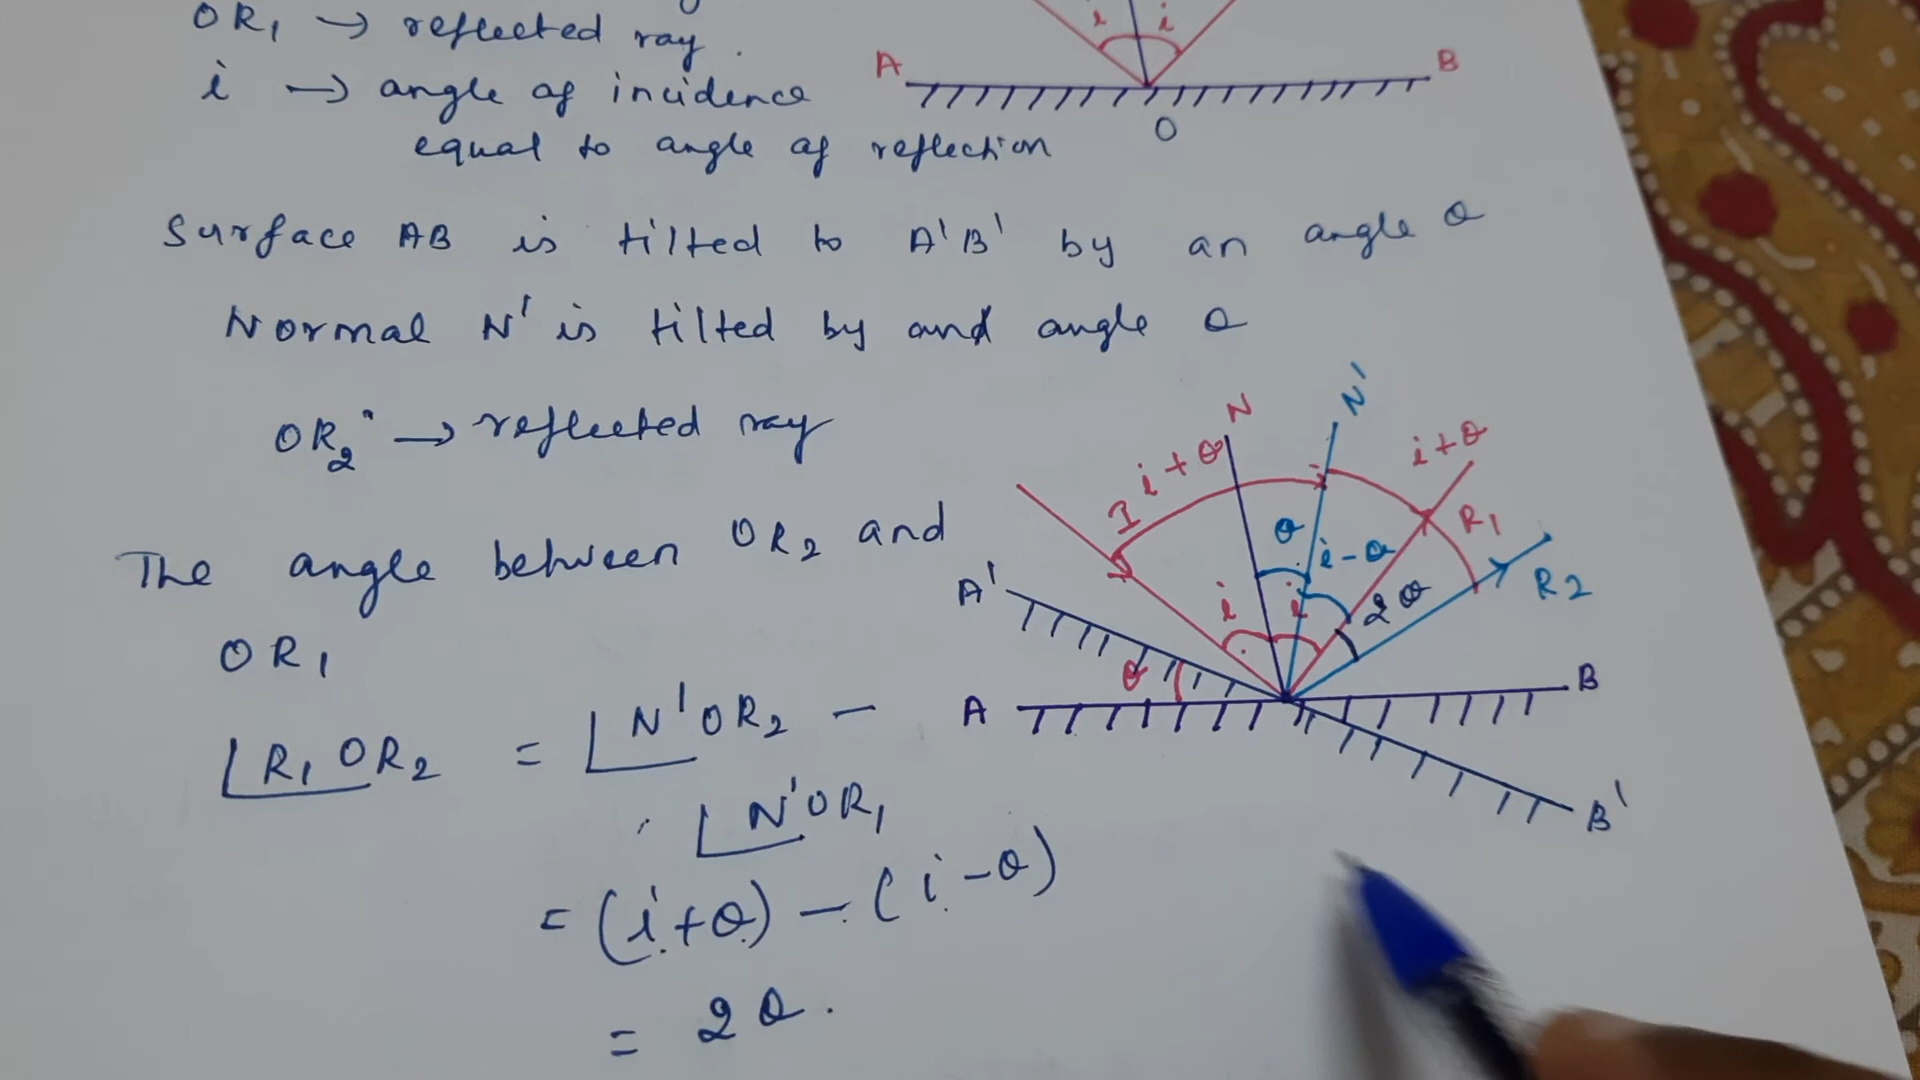 OR1 → reflected ray.
i → angle of incidence
equal to angle of reflection
i i
A B
O
Surface AB is tilted to A'B' by an angle θ
Normal N' is tilted by and angle θ
OR2 → reflected ray
The angle between OR2 and
OR1
∠R1OR2 = ∠N'OR2 −
∠N'OR1
= (i+θ) − (i−θ)
= 2θ.
N N'
i+θ i+θ
I R1
θ i−θ
A' R2
i i 2θ
θ
A B
B'